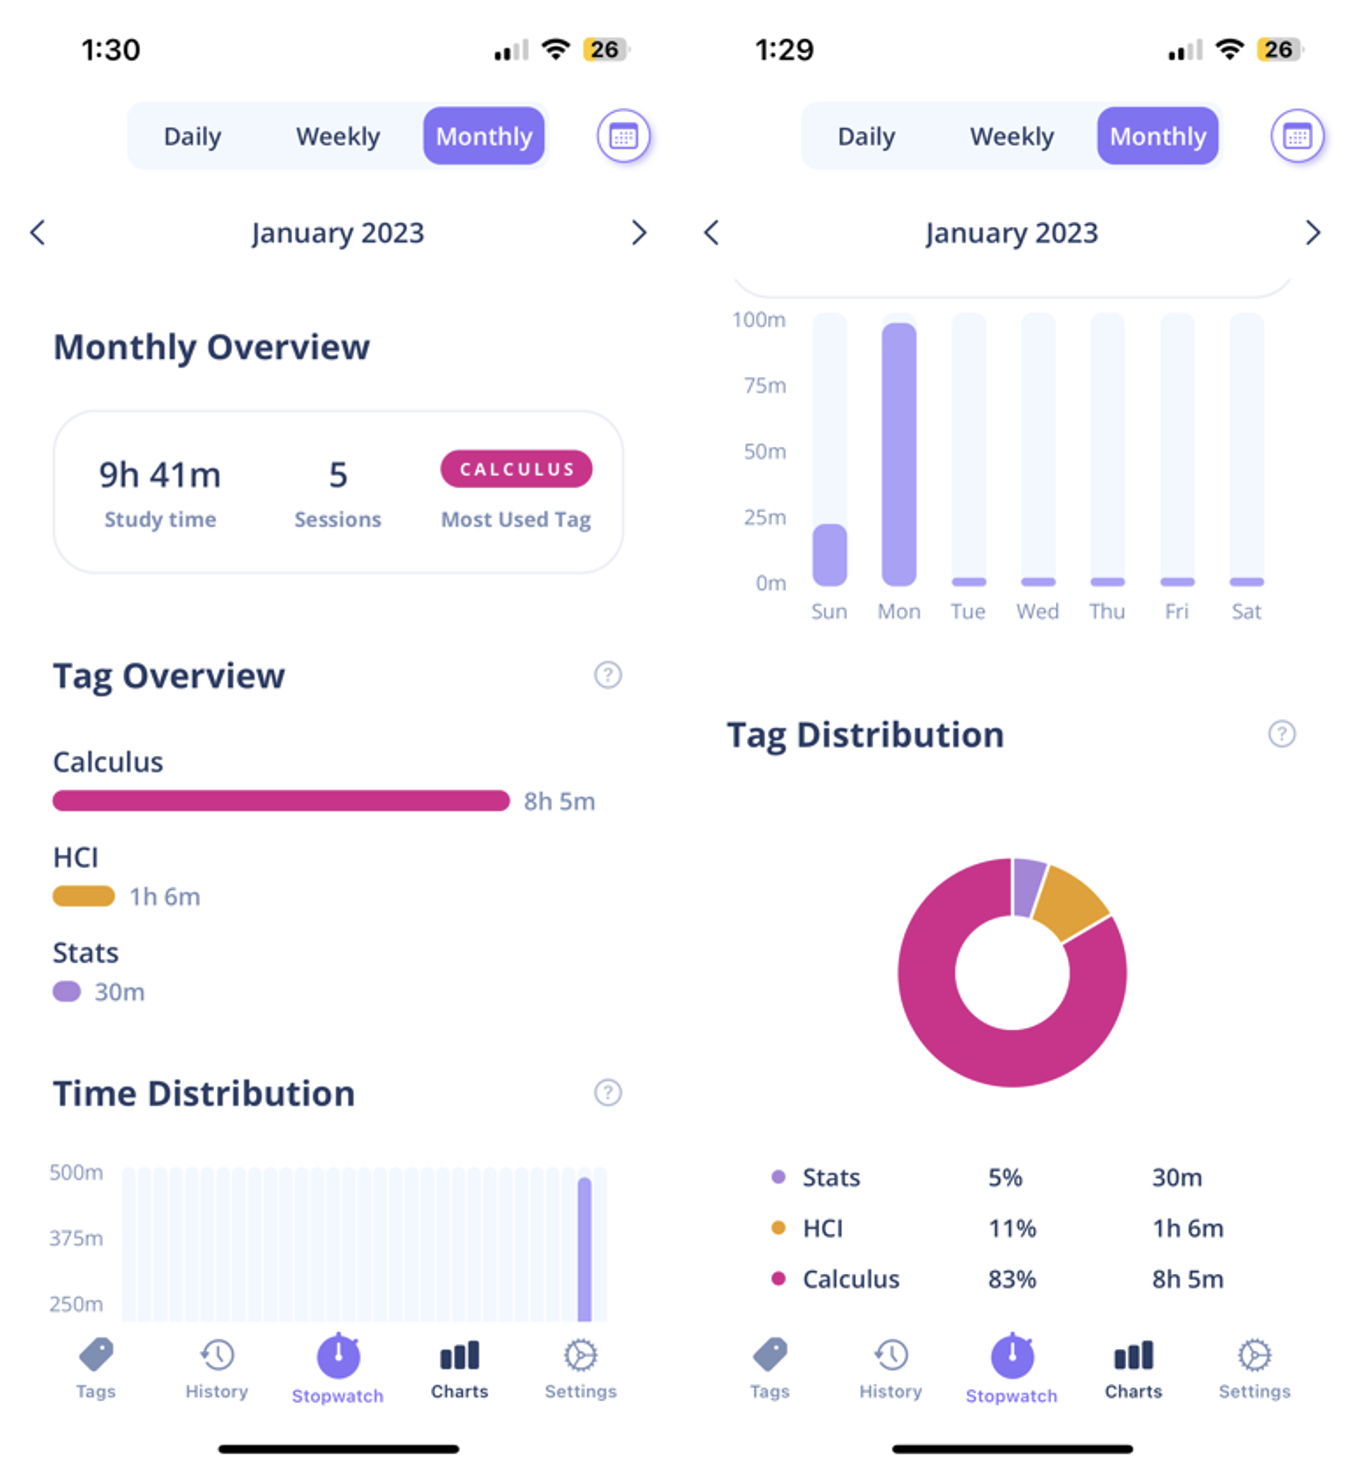 1:30
26
Daily Weekly Monthly
January 2023
Monthly Overview
9h 41m 5 CALCULUS
Study time Sessions Most Used Tag
Tag Overview ?
Calculus
8h 5m
HCI
1h 6m
Stats
30m
Time Distribution ?
500m
375m
250m
Tags History Stopwatch Charts Settings
1:29
26
Daily Weekly Monthly
January 2023
100m
75m
50m
25m
0m
Sun Mon Tue Wed Thu Fri Sat
Tag Distribution ?
Stats 5% 30m
HCI 11% 1h 6m
Calculus 83% 8h 5m
Tags History Stopwatch Charts Settings